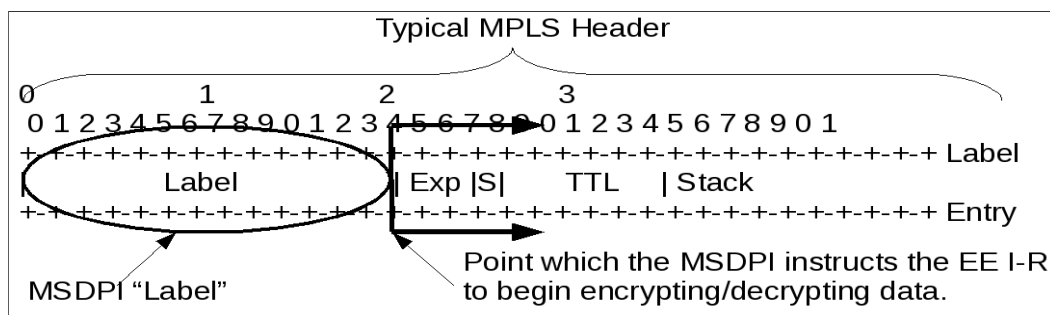 Typical MPLS Header
0 1 2 3
0 1 2 3 4 5 6 7 8 9 0 1 2 3 4 5 6 7 8 9 0 1 2 3 4 5 6 7 8 9 0 1
+-+-+-+-+-+-+-+-+-+-+-+-+-+-+-+-+-+-+-+-+-+-+-+-+-+-+-+-+-+-+-+-+ Label
| Label | Exp |S| TTL | Stack
+-+-+-+-+-+-+-+-+-+-+-+-+-+-+-+-+-+-+-+-+-+-+-+-+-+-+-+-+-+-+-+-+ Entry
MSDPI “Label”
Point which the MSDPI instructs the EE I-R
to begin encrypting/decrypting data.